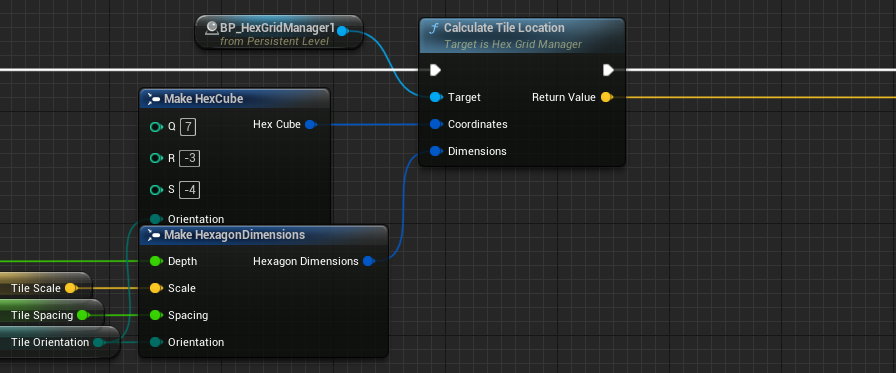 BP_HexGridManager1
from Persistent Level
f Calculate Tile Location
Target is Hex Grid Manager
Target
Return Value
Coordinates
Dimensions
Make HexCube
Q 7
Hex Cube
R -3
S -4
Orientation
Make HexagonDimensions
Depth
Hexagon Dimensions
Tile Scale
Scale
Tile Spacing
Spacing
Tile Orientation
Orientation